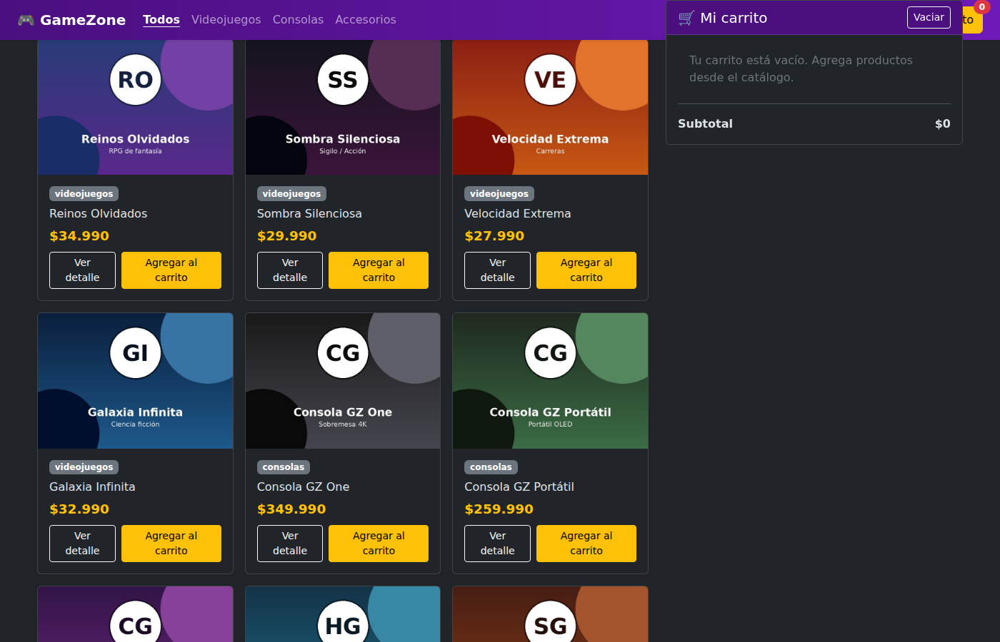 🎮 GameZone Todos Videojuegos Consolas Accesorios
🛒 Mi carrito Vaciar
to 0
Tu carrito está vacío. Agrega productos
desde el catálogo.
Subtotal $0
RO
Reinos Olvidados
RPG de fantasía
videojuegos
Reinos Olvidados
$34.990
Ver
detalle
Agregar al
carrito
SS
Sombra Silenciosa
Sigilo / Acción
videojuegos
Sombra Silenciosa
$29.990
Ver
detalle
Agregar al
carrito
VE
Velocidad Extrema
Carreras
videojuegos
Velocidad Extrema
$27.990
Ver
detalle
Agregar al
carrito
GI
Galaxia Infinita
Ciencia ficción
videojuegos
Galaxia Infinita
$32.990
Ver
detalle
Agregar al
carrito
CG
Consola GZ One
Sobremesa 4K
consolas
Consola GZ One
$349.990
Ver
detalle
Agregar al
carrito
CG
Consola GZ Portátil
Portátil OLED
consolas
Consola GZ Portátil
$259.990
Ver
detalle
Agregar al
carrito
CG
HG
SG